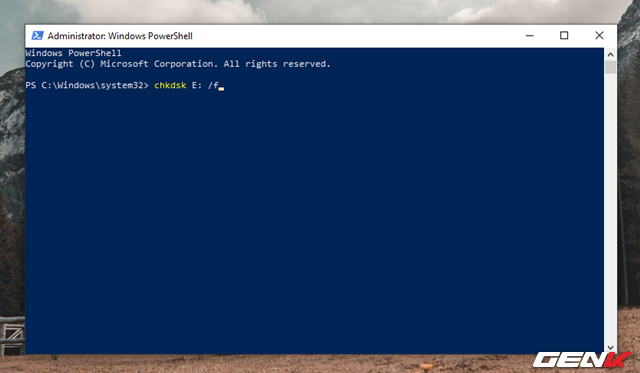 Administrator: Windows PowerShell
Windows PowerShell
Copyright (C) Microsoft Corporation. All rights reserved.
PS C:\Windows\system32> chkdsk E: /f
GENK